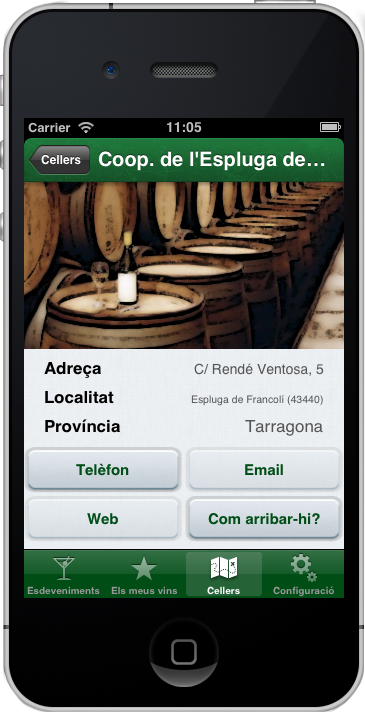 Carrier 11:05
Cellers Coop. de l'Espluga de...
Adreça C/ Rendé Ventosa, 5
Localitat Espluga de Francolí (43440)
Província Tarragona
Telèfon Email
Web Com arribar-hi?
Esdeveniments Els meus vins Cellers Configuració